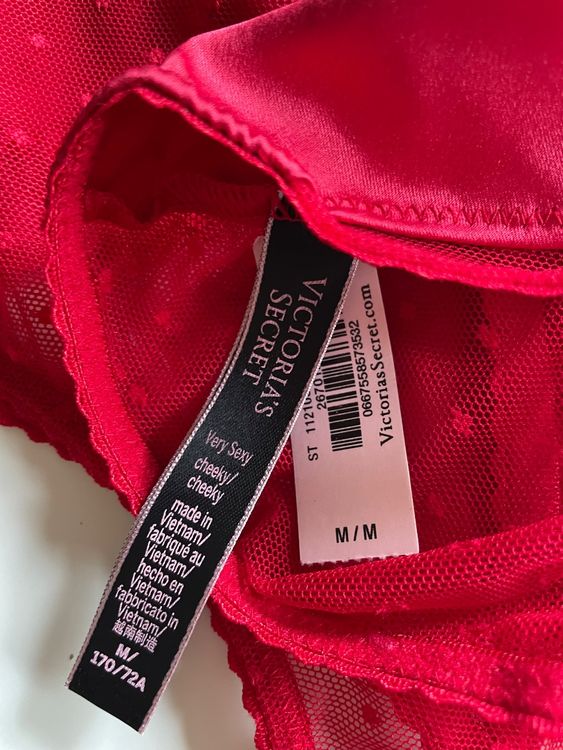 VICTORIA'S
SECRET
Very Sexy
cheeky/
cheeky
made in
Vietnam/
fabriqué au
Vietnam/
hecho en
Vietnam/
fabbricato in
Vietnam/
越南制造
M/
170/72A
ST
26701
0667558573532
VictoriasSecret.com
M/M